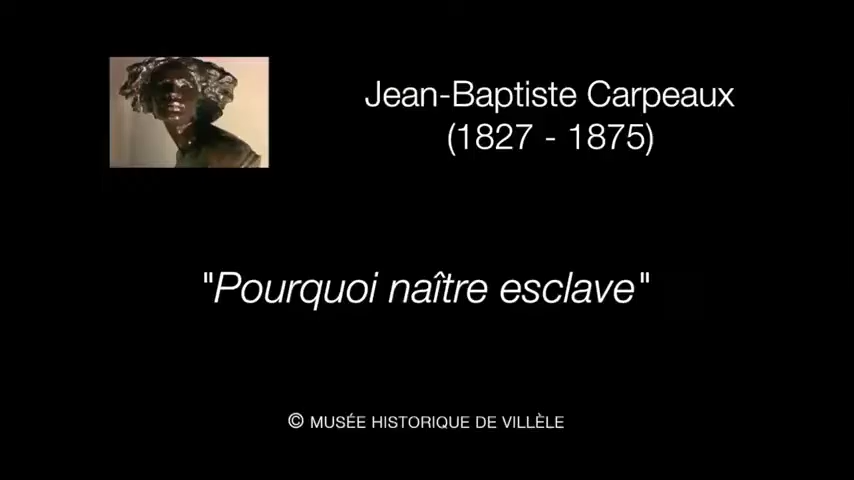 Jean-Baptiste Carpeaux
(1827 - 1875)
"Pourquoi naître esclave"
© MUSÉE HISTORIQUE DE VILLÈLE